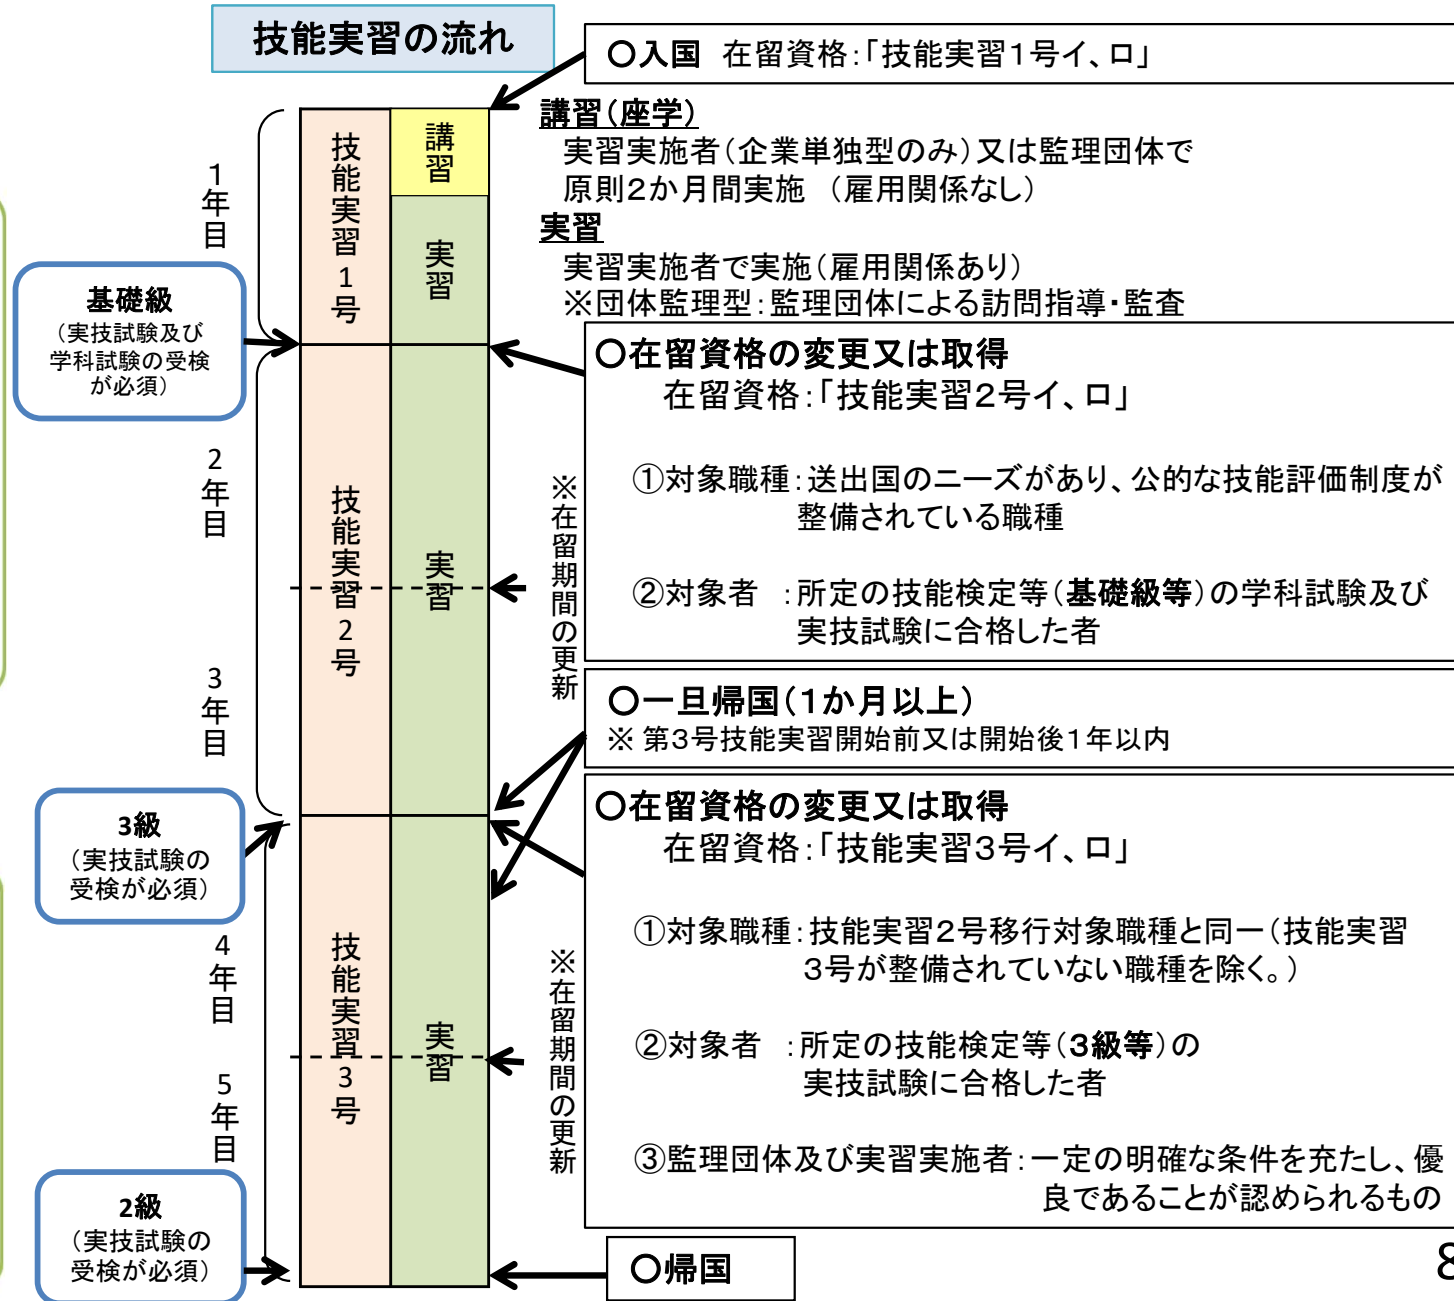 技能実習の流れ
〇入国 在留資格：「技能実習１号イ、ロ」
講習（座学）
実習実施者（企業単独型のみ）又は監理団体で
原則２か月間実施 （雇用関係なし）
実習
実習実施者で実施（雇用関係あり）
※団体監理型：監理団体による訪問指導・監査
1年目
技能実習1号
講習
実習
基礎級
（実技試験及び
学科試験の受検
が必須）
〇在留資格の変更又は取得
在留資格：「技能実習２号イ、ロ」
①対象職種：送出国のニーズがあり、公的な技能評価制度が
整備されている職種
②対象者 ：所定の技能検定等（基礎級等）の学科試験及び
実技試験に合格した者
2年目
3年目
技能実習2号
実習
※在留期間の更新
〇一旦帰国（１か月以上）
※ 第３号技能実習開始前又は開始後１年以内
3級
（実技試験の
受検が必須）
〇在留資格の変更又は取得
在留資格：「技能実習３号イ、ロ」
①対象職種：技能実習２号移行対象職種と同一（技能実習
３号が整備されていない職種を除く。）
②対象者 ：所定の技能検定等（３級等）の
実技試験に合格した者
③監理団体及び実習実施者：一定の明確な条件を充たし、優
良であることが認められるもの
4年目
5年目
技能実習3号
実習
※在留期間の更新
2級
（実技試験の
受検が必須）
〇帰国
8